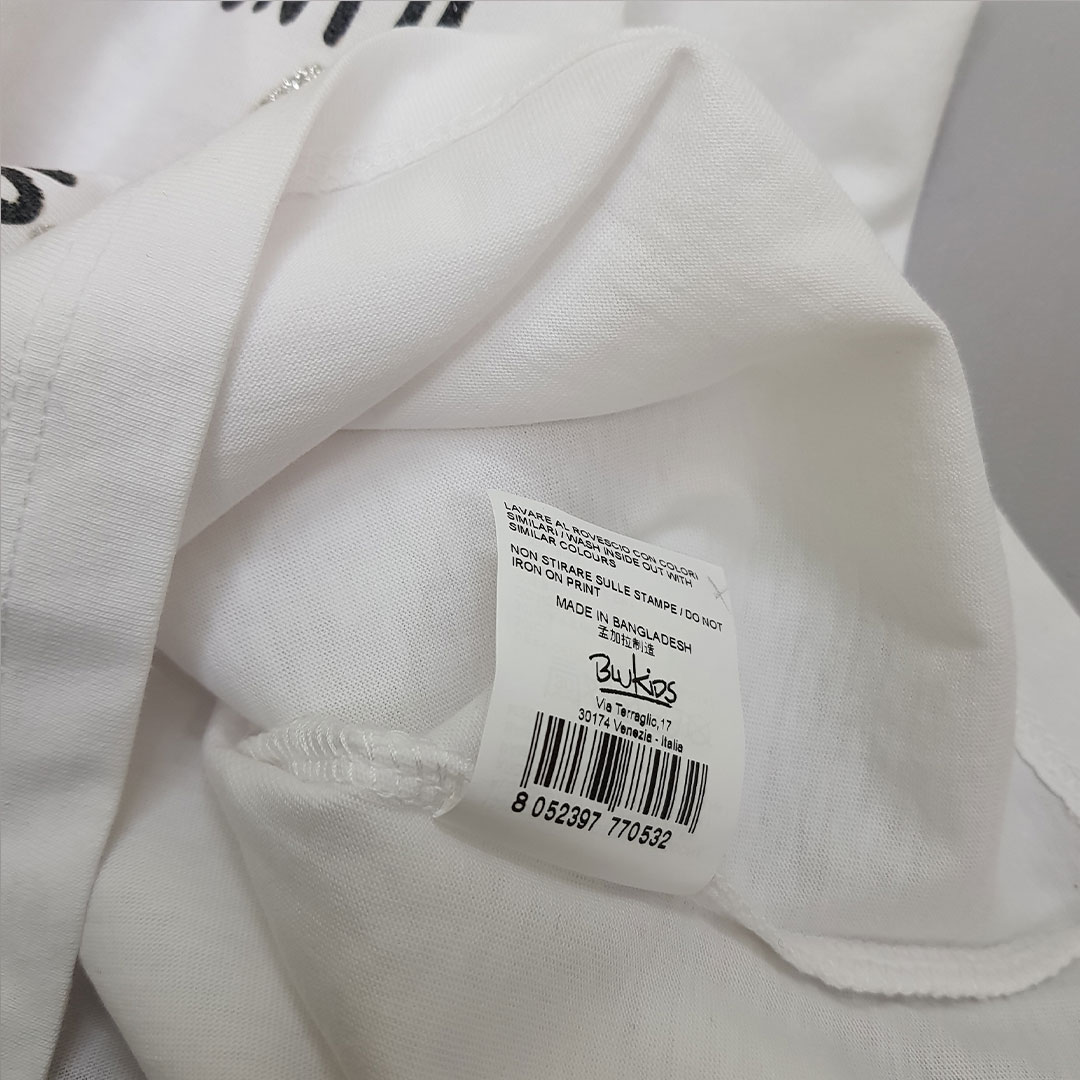 LAVARE AL ROVESCIO CON COLORI
SIMILARI / WASH INSIDE OUT WITH
SIMILAR COLOURS
NON STIRARE SULLE STAMPE / DO NOT
IRON ON PRINT
MADE IN BANGLADESH
孟加拉制造
BluKids
Via Terraglio,17
30174 Venezia - Italia
8 052397 770532